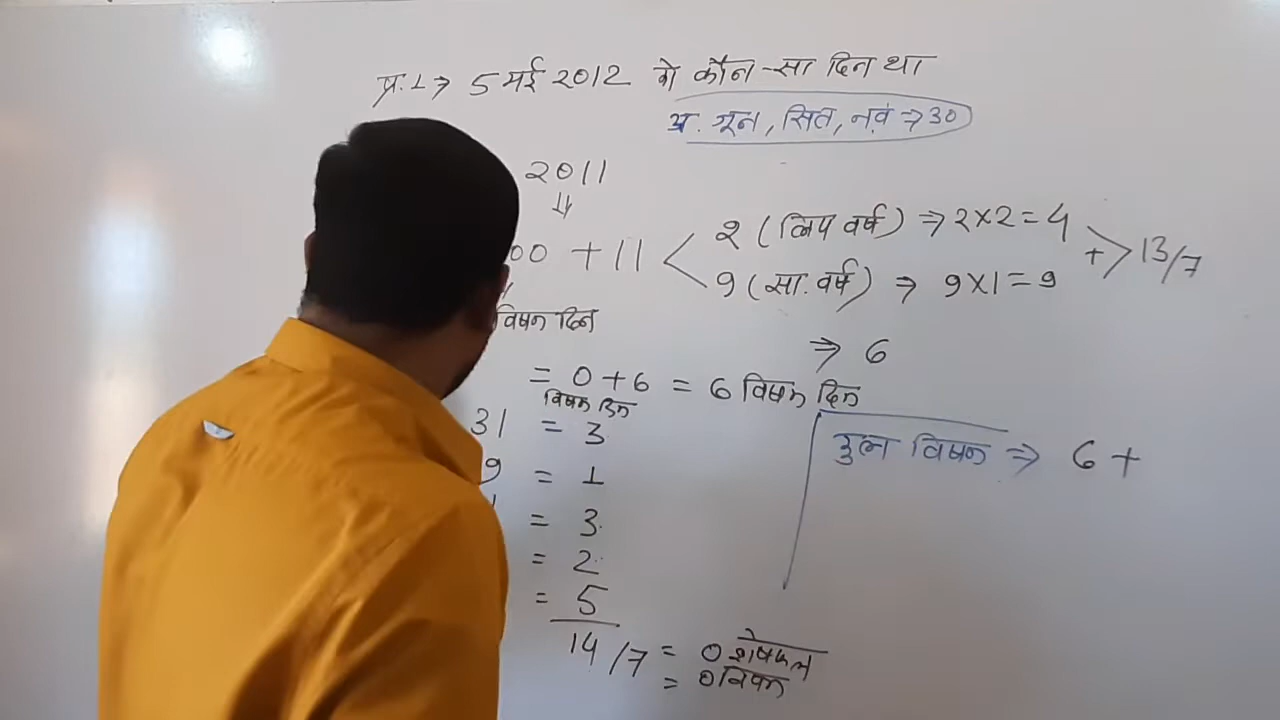 प्र.1→ 5 मई 2012 को कौन-सा दिन था
अ. जून, सित, नवं ⇒ 30
2011
00 + 11
2 (लिप वर्ष) ⇒ 2×2=4
9 (सा. वर्ष) ⇒ 9×1=9
+ > 13/7
विषम दिन
⇒ 6
= 0+6 = 6 विषम दिन
विषम दिन
31 = 3
9 = 1
= 3
= 2
= 5
14/7 = 0 शेषफल
= 0 विषम
कुल विषम ⇒ 6 +